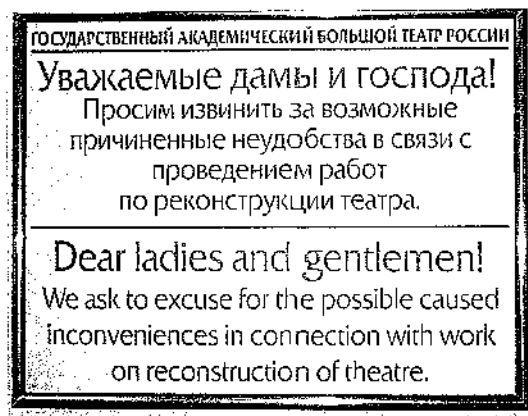 ГОСУДАРСТВЕННЫЙ АКАДЕМИЧЕСКИЙ БОЛЬШОЙ ТЕАТР РОССИИ
Уважаемые дамы и господа!
Просим извинить за возможные
причиненные неудобства в связи с
проведением работ
по реконструкции театра.
Dear ladies and gentlemen!
We ask to excuse for the possible caused
inconveniences in connection with work
on reconstruction of theatre.